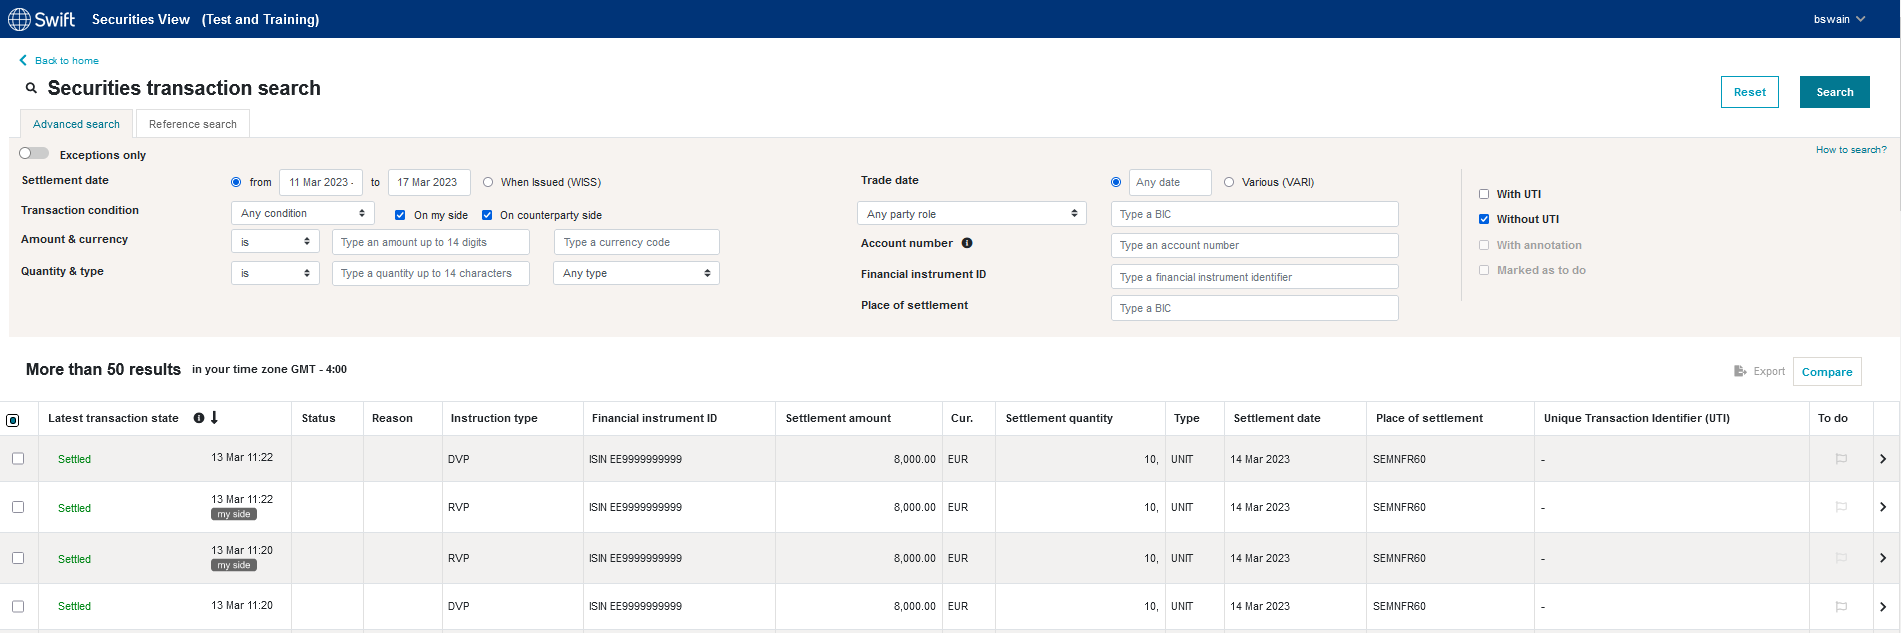 Swift Securities View (Test and Training) bswain
Back to home
Securities transaction search Reset Search
Advanced search Reference search
Exceptions only How to search?
Settlement date from 11 Mar 2023 - to 17 Mar 2023 When Issued (WISS) Trade date Any date Various (VARI) With UTI
Transaction condition Any condition On my side On counterparty side Any party role Type a BIC Without UTI
Amount & currency is Type an amount up to 14 digits Type a currency code Account number Type an account number With annotation
Quantity & type is Type a quantity up to 14 characters Any type Financial instrument ID Type a financial instrument identifier Marked as to do
Place of settlement Type a BIC
More than 50 results in your time zone GMT - 4:00 Export Compare
Latest transaction state Status Reason Instruction type Financial instrument ID Settlement amount Cur. Settlement quantity Type Settlement date Place of settlement Unique Transaction Identifier (UTI) To do
Settled 13 Mar 11:22 DVP ISIN EE9999999999 8,000.00 EUR 10, UNIT 14 Mar 2023 SEMNFR60 -
Settled 13 Mar 11:22 my side RVP ISIN EE9999999999 8,000.00 EUR 10, UNIT 14 Mar 2023 SEMNFR60 -
Settled 13 Mar 11:20 my side RVP ISIN EE9999999999 8,000.00 EUR 10, UNIT 14 Mar 2023 SEMNFR60 -
Settled 13 Mar 11:20 DVP ISIN EE9999999999 8,000.00 EUR 10, UNIT 14 Mar 2023 SEMNFR60 -